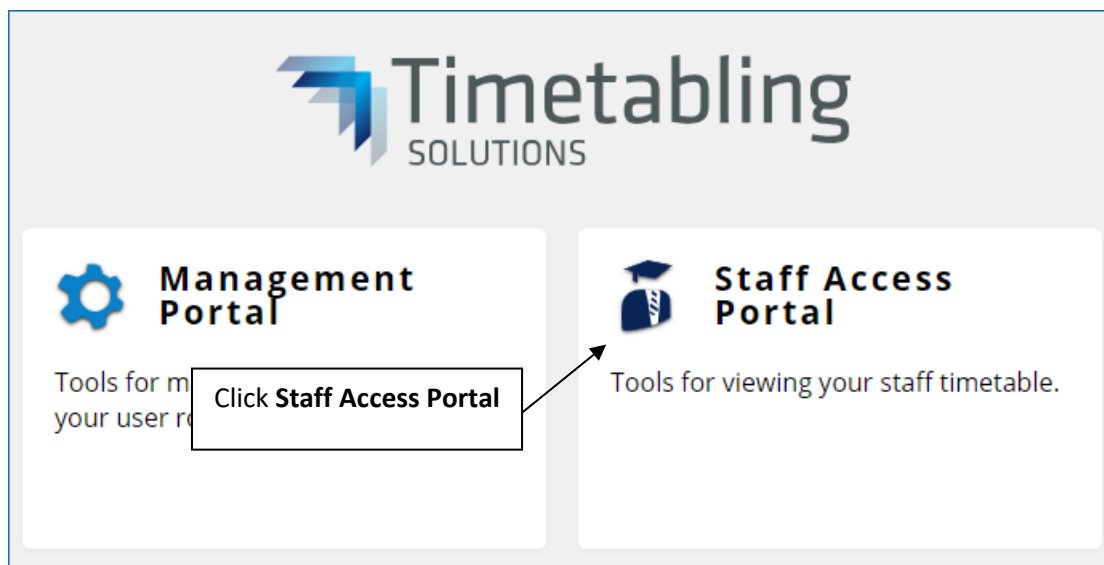 Timetabling
SOLUTIONS
Management
Portal
Tools for m
your user r
Click Staff Access Portal
Staff Access
Portal
Tools for viewing your staff timetable.